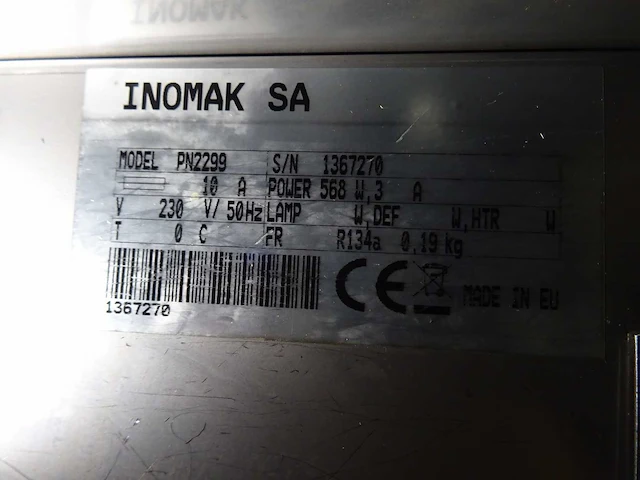 INOMAK SA
MODEL PN2299 S/N 1367270
10 A POWER 568 W,3 A
V 230 V/ 50Hz LAMP W,DEF W,HTR W
T 0 C FR R134a 0,19 kg
1367270
CE MADE IN EU